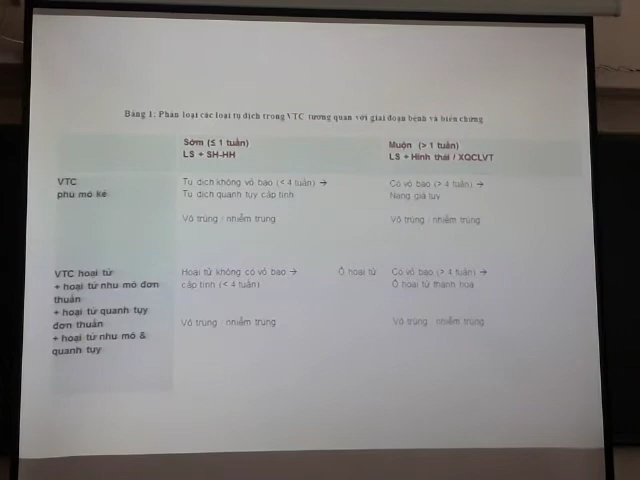 Bảng 1: Phân loại các loại tụ dịch trong VTC tương quan với giai đoạn bệnh và biến chứng
Sớm (≤ 1 tuần)
LS + SH-HH
Muộn (> 1 tuần)
LS + Hình thái / XQCLVT
VTC
phù mô kẽ
Tụ dịch không vỏ bao (< 4 tuần) →
Tụ dịch quanh tụy cấp tính
Có vỏ bao (> 4 tuần) →
Nang giả tụy
Vô trùng / nhiễm trùng
Vô trùng / nhiễm trùng
VTC hoại tử
+ hoại tử nhu mô đơn
thuần
+ hoại tử quanh tụy
đơn thuần
+ hoại tử nhu mô &
quanh tụy
Hoại tử không có vỏ bao → Ổ hoại tử
cấp tính (< 4 tuần)
Có vỏ bao (> 4 tuần) →
Ổ hoại tử thành hóa
Vô trùng / nhiễm trùng
Vô trùng / nhiễm trùng